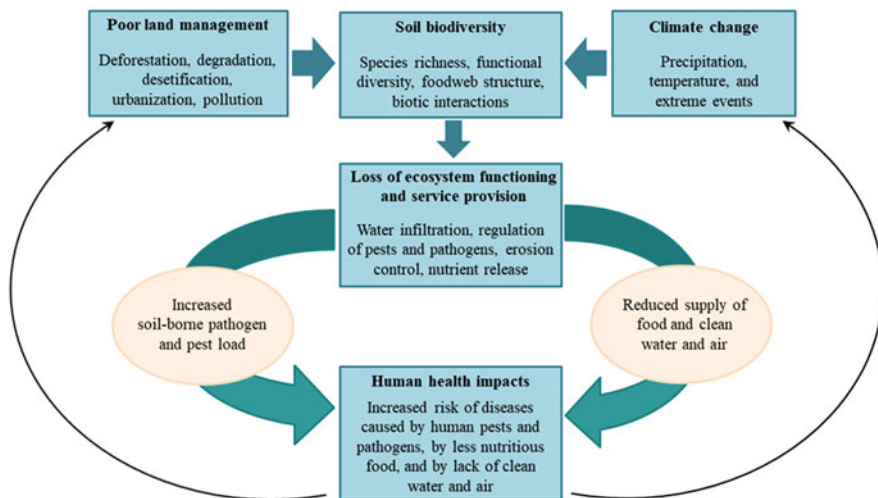 Poor land management
Deforestation, degradation,
desetification,
urbanization, pollution
Soil biodiversity
Species richness, functional
diversity, foodweb structure,
biotic interactions
Climate change
Precipitation,
temperature, and
extreme events
Loss of ecosystem functioning
and service provision
Water infiltration, regulation
of pests and pathogens, erosion
control, nutrient release
Increased
soil-borne pathogen
and pest load
Reduced supply of
food and clean
water and air
Human health impacts
Increased risk of diseases
caused by human pests and
pathogens, by less nutritious
food, and by lack of clean
water and air